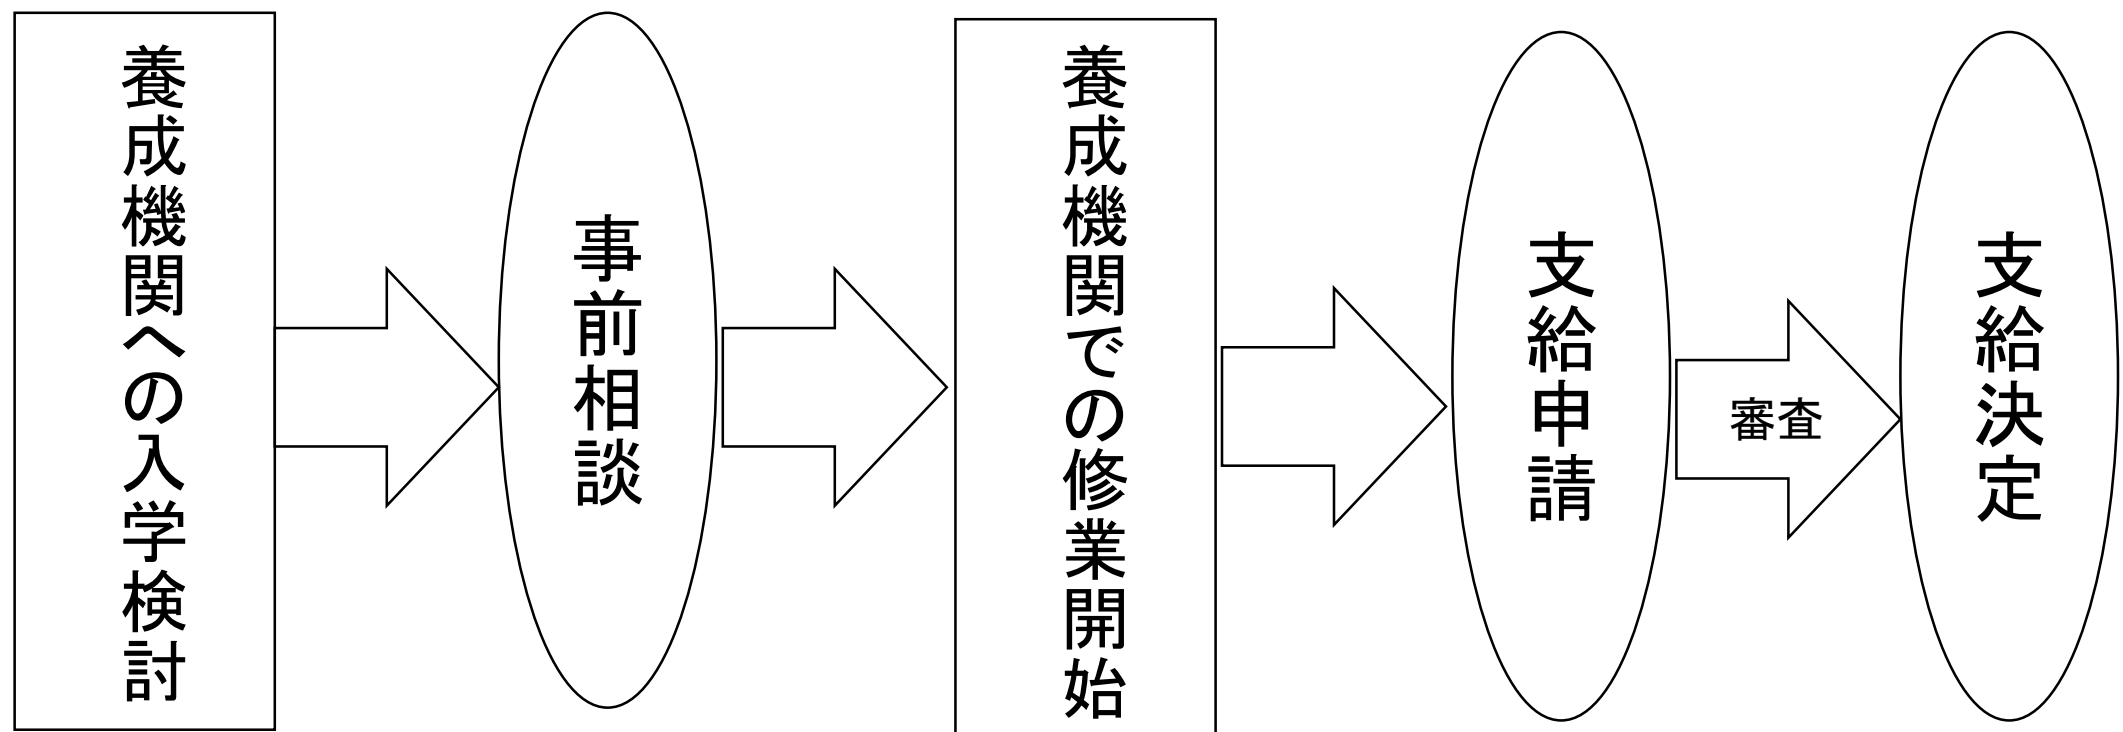 養成機関への入学検討
事前相談
養成機関での修業開始
支給申請
審査
支給決定